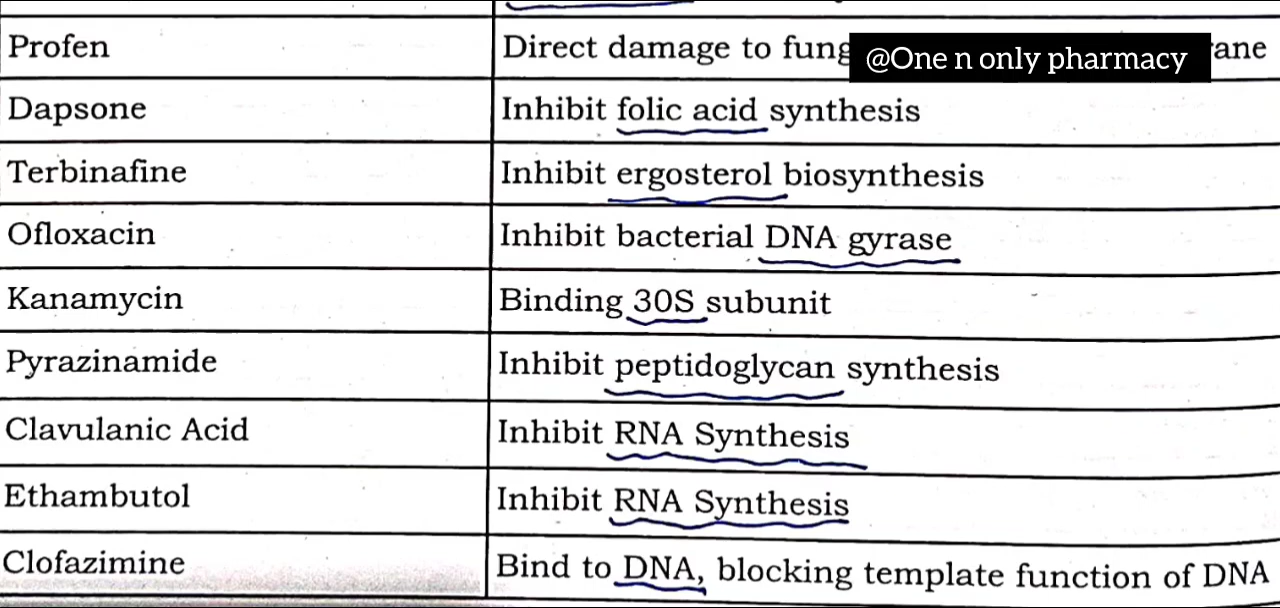 Profen Direct damage to fung ane
@One n only pharmacy
Dapsone Inhibit folic acid synthesis
Terbinafine Inhibit ergosterol biosynthesis
Ofloxacin Inhibit bacterial DNA gyrase
Kanamycin Binding 30S subunit
Pyrazinamide Inhibit peptidoglycan synthesis
Clavulanic Acid Inhibit RNA Synthesis
Ethambutol Inhibit RNA Synthesis
Clofazimine Bind to DNA, blocking template function of DNA